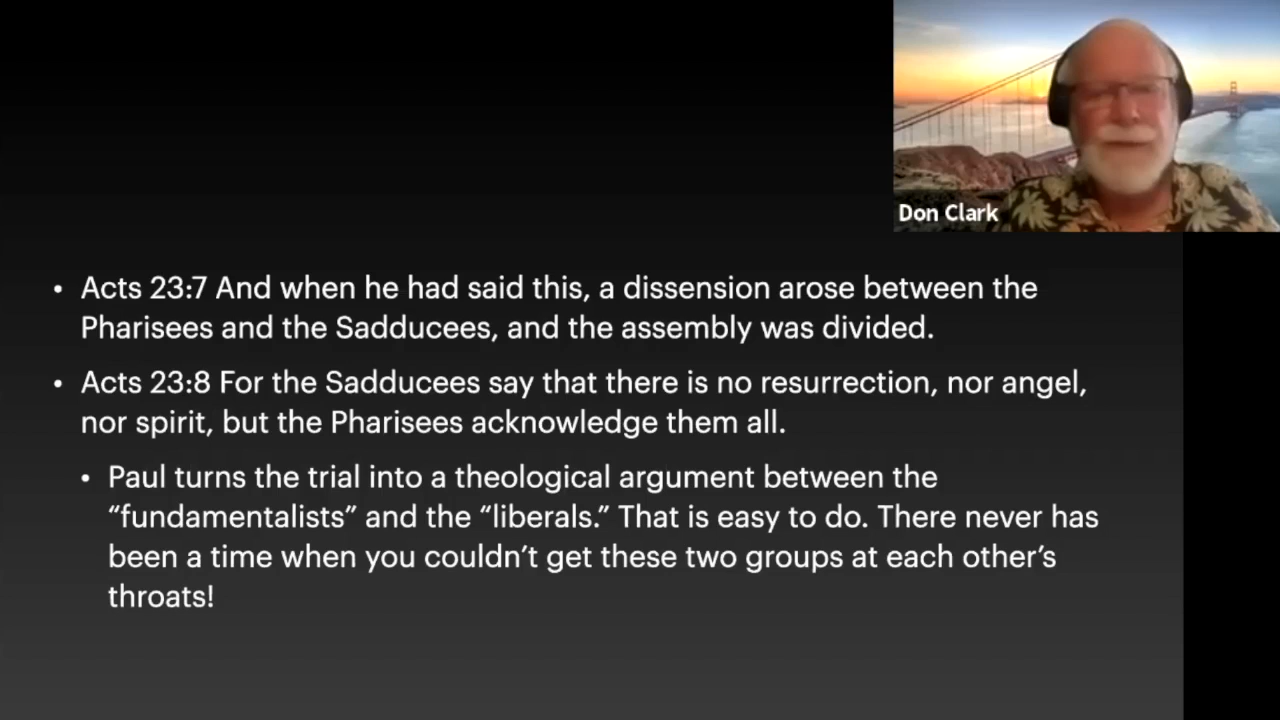 Don Clark
• Acts 23:7 And when he had said this, a dissension arose between the
Pharisees and the Sadducees, and the assembly was divided.
• Acts 23:8 For the Sadducees say that there is no resurrection, nor angel,
nor spirit, but the Pharisees acknowledge them all.
• Paul turns the trial into a theological argument between the
“fundamentalists” and the “liberals.” That is easy to do. There never has
been a time when you couldn’t get these two groups at each other’s
throats!